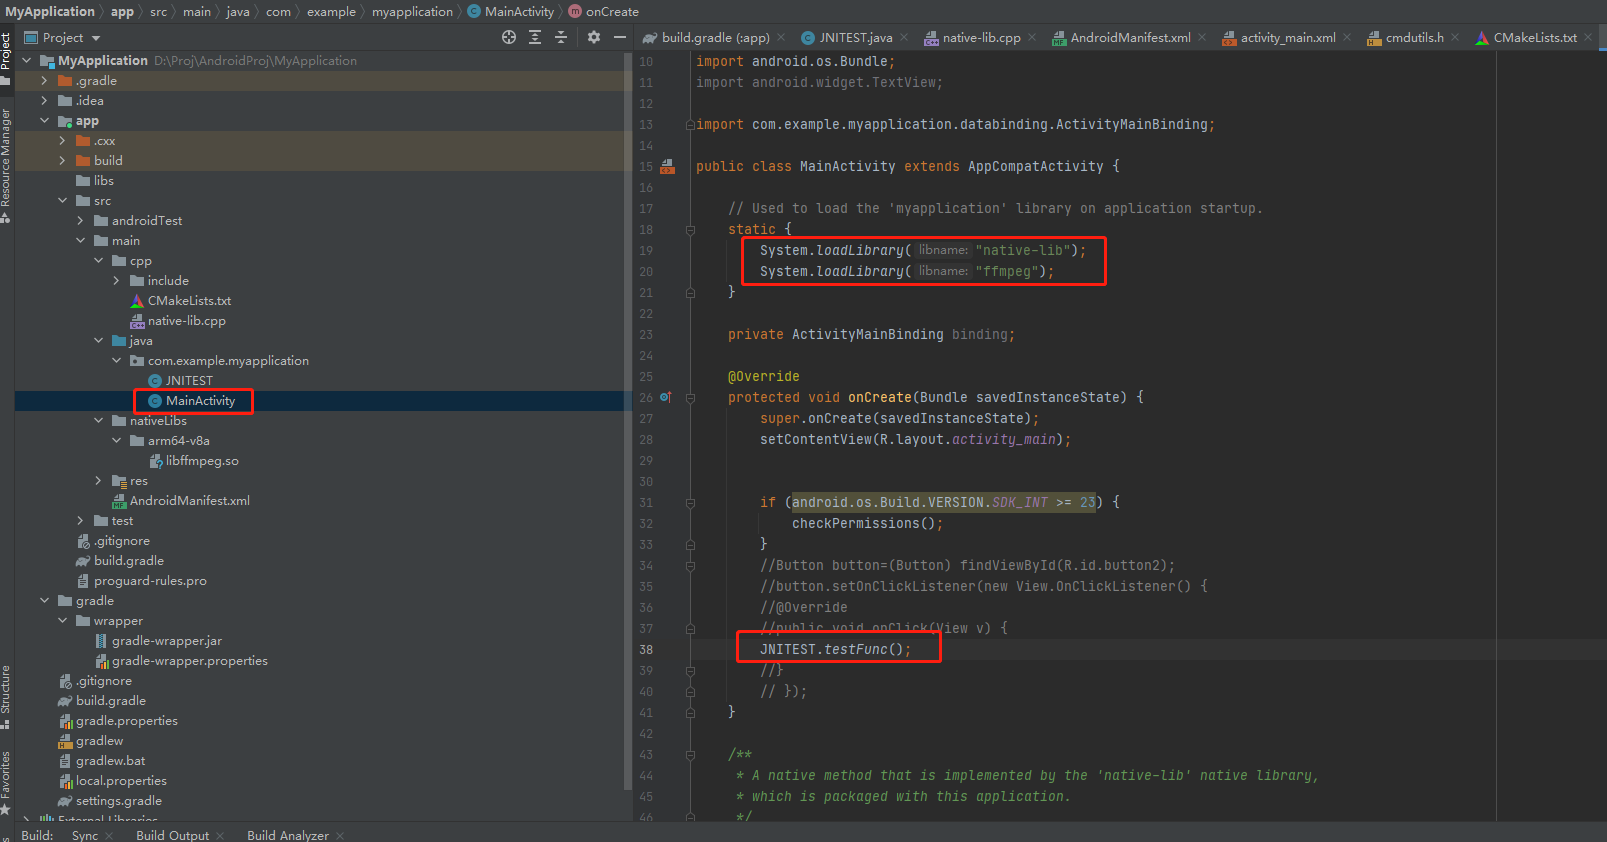 MyApplication app src main java com example myapplication MainActivity onCreate
Project
build.gradle (:app) JNITEST.java native-lib.cpp AndroidManifest.xml activity_main.xml cmdutils.h CMakeLists.txt
Project
Resource Manager
Structure
Favorites
MyApplication D:\Proj\AndroidProj\MyApplication
.gradle
.idea
app
.cxx
build
libs
src
androidTest
main
cpp
include
CMakeLists.txt
native-lib.cpp
java
com.example.myapplication
JNITEST
MainActivity
nativeLibs
arm64-v8a
libffmpeg.so
res
AndroidManifest.xml
test
.gitignore
build.gradle
proguard-rules.pro
gradle
wrapper
gradle-wrapper.jar
gradle-wrapper.properties
.gitignore
build.gradle
gradle.properties
gradlew
gradlew.bat
local.properties
settings.gradle
External Libraries
10 import android.os.Bundle;
11 import android.widget.TextView;
12
13 import com.example.myapplication.databinding.ActivityMainBinding;
14
15 public class MainActivity extends AppCompatActivity {
16
17 // Used to load the 'myapplication' library on application startup.
18 static {
19 System.loadLibrary( libname: "native-lib");
20 System.loadLibrary( libname: "ffmpeg");
21 }
22
23 private ActivityMainBinding binding;
24
25 @Override
26 protected void onCreate(Bundle savedInstanceState) {
27 super.onCreate(savedInstanceState);
28 setContentView(R.layout.activity_main);
29
30
31 if (android.os.Build.VERSION.SDK_INT >= 23) {
32 checkPermissions();
33 }
34 //Button button=(Button) findViewById(R.id.button2);
35 //button.setOnClickListener(new View.OnClickListener() {
36 //@Override
37 //public void onClick(View v) {
38 JNITEST.testFunc();
39 //}
40 // });
41 }
42
43 /**
44 * A native method that is implemented by the 'native-lib' native library,
45 * which is packaged with this application.
46 */
Build: Sync Build Output Build Analyzer